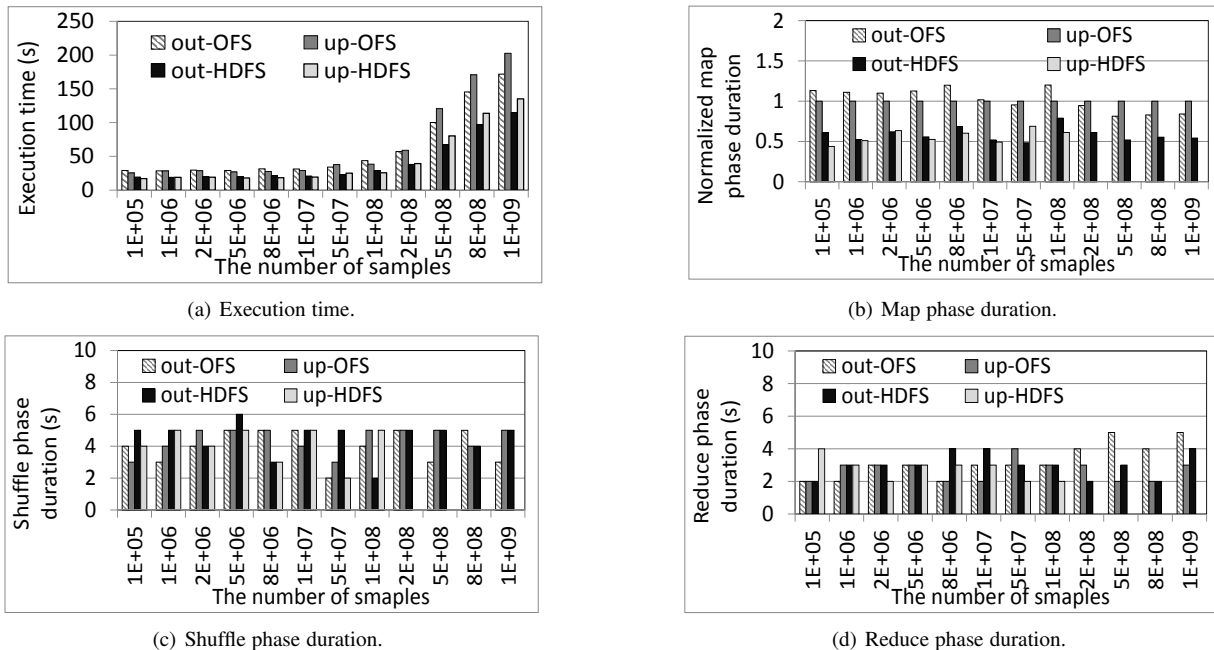 250
200
150
100
50
0
Execution time (s)
out-OFS
up-OFS
out-HDFS
up-HDFS
1E+05
1E+06
2E+06
5E+06
8E+06
1E+07
5E+07
1E+08
2E+08
5E+08
8E+08
1E+09
The number of samples
(a) Execution time.
2
1.5
1
0.5
0
Normalized map
phase duration
out-OFS
up-OFS
out-HDFS
up-HDFS
1E+05
1E+06
2E+06
5E+06
8E+06
1E+07
5E+07
1E+08
2E+08
5E+08
8E+08
1E+09
The number of smaples
(b) Map phase duration.
10
8
6
4
2
0
Shuffle phase
duration (s)
out-OFS
up-OFS
out-HDFS
up-HDFS
1E+05
1E+06
2E+06
5E+06
8E+06
1E+07
5E+07
1E+08
2E+08
5E+08
8E+08
1E+09
The number of smaples
(c) Shuffle phase duration.
10
8
6
4
2
0
Reduce phase
duration (s)
out-OFS
up-OFS
out-HDFS
up-HDFS
1E+05
1E+06
2E+06
5E+06
8E+06
1E+07
5E+07
1E+08
2E+08
5E+08
8E+08
1E+09
The number of smaples
(d) Reduce phase duration.